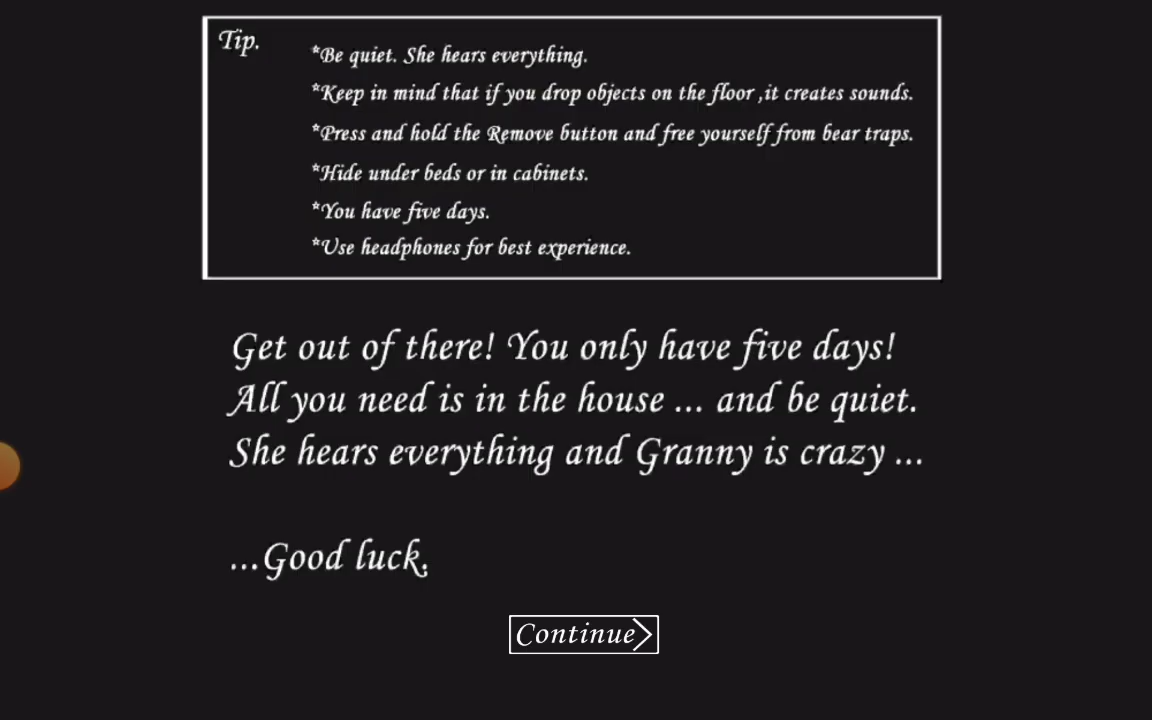 Tip.
*Be quiet. She hears everything.
*Keep in mind that if you drop objects on the floor ,it creates sounds.
*Press and hold the Remove button and free yourself from bear traps.
*Hide under beds or in cabinets.
*You have five days.
*Use headphones for best experience.
Get out of there! You only have five days!
All you need is in the house ... and be quiet.
She hears everything and Granny is crazy ...
...Good luck.
Continue